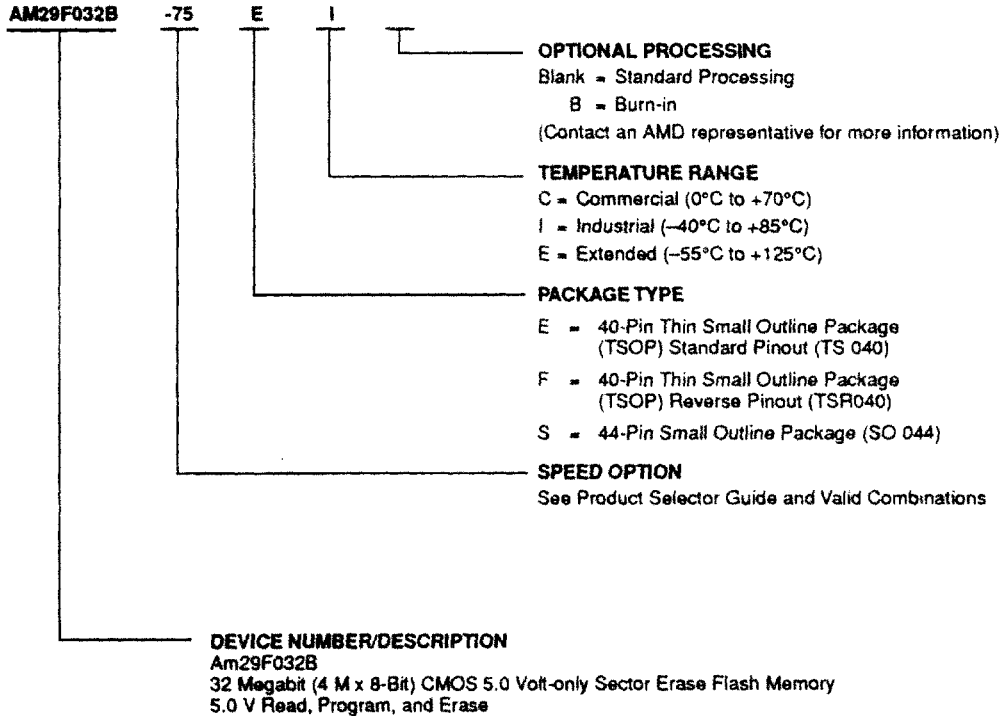 AM29F032B -75 E I
OPTIONAL PROCESSING
Blank = Standard Processing
B = Burn-in
(Contact an AMD representative for more information)
TEMPERATURE RANGE
C = Commercial (0°C to +70°C)
I = Industrial (–40°C to +85°C)
E = Extended (–55°C to +125°C)
PACKAGE TYPE
E = 40-Pin Thin Small Outline Package
(TSOP) Standard Pinout (TS 040)
F = 40-Pin Thin Small Outline Package
(TSOP) Reverse Pinout (TSR040)
S = 44-Pin Small Outline Package (SO 044)
SPEED OPTION
See Product Selector Guide and Valid Combinations
DEVICE NUMBER/DESCRIPTION
Am29F032B
32 Megabit (4 M x 8-Bit) CMOS 5.0 Volt-only Sector Erase Flash Memory
5.0 V Read, Program, and Erase